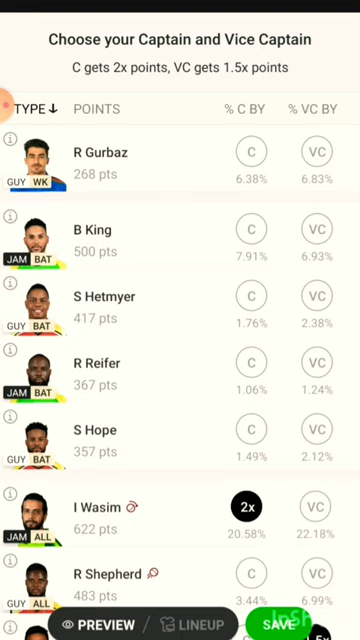 Choose your Captain and Vice Captain
C gets 2x points, VC gets 1.5x points
TYPE ↓ POINTS % C BY % VC BY
R Gurbaz
268 pts
C VC
GUY WK
6.38% 6.83%
B King
500 pts
C VC
JAM BAT
7.91% 6.93%
S Hetmyer
417 pts
C VC
GUY BAT
1.76% 2.38%
R Reifer
367 pts
C VC
JAM BAT
1.06% 1.24%
S Hope
357 pts
C VC
GUY BAT
1.49% 2.12%
I Wasim
622 pts
2x VC
JAM ALL
20.58% 22.18%
R Shepherd
483 pts
C VC
GUY ALL
3.44% 6.99%
PREVIEW LINEUP SAVE